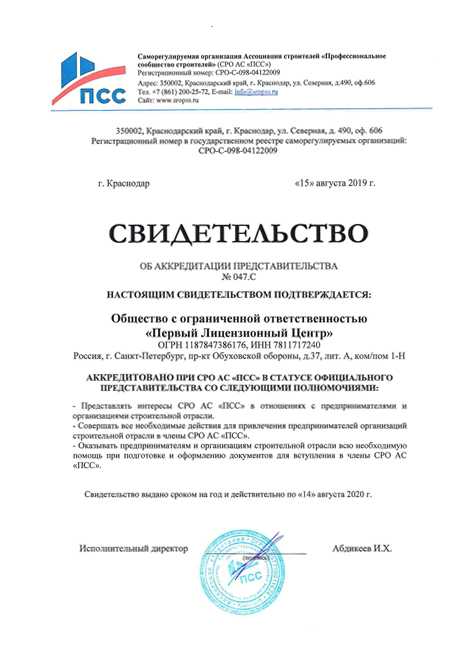 Саморегулируемая организация Ассоциация строителей «Профессиональное
сообщество строителей» (СРО АС «ПСС»)
Регистрационный номер: СРО-С-098-04122009
Адрес: 350002, Краснодарский край, г. Краснодар, ул. Северная, д.490, оф.606
Тел. +7 (861) 200-25-72, E-mail: info@sropss.ru
Сайт: www.sropss.ru
ПСС
350002, Краснодарский край, г. Краснодар, ул. Северная, д. 490, оф. 606
Регистрационный номер в государственном реестре саморегулируемых организаций:
СРО-С-098-04122009
г. Краснодар «15» августа 2019 г.
СВИДЕТЕЛЬСТВО
ОБ АККРЕДИТАЦИИ ПРЕДСТАВИТЕЛЬСТВА
№ 047.С
НАСТОЯЩИМ СВИДЕТЕЛЬСТВОМ ПОДТВЕРЖДАЕТСЯ:
Общество с ограниченной ответственностью
«Первый Лицензионный Центр»
ОГРН 1187847386176, ИНН 7811717240
Россия, г. Санкт-Петербург, пр-кт Обуховской обороны, д.37, лит. А, ком/пом 1-Н
АККРЕДИТОВАНО ПРИ СРО АС «ПСС» В СТАТУСЕ ОФИЦИАЛЬНОГО
ПРЕДСТАВИТЕЛЬСТВА СО СЛЕДУЮЩИМИ ПОЛНОМОЧИЯМИ:
- Представлять интересы СРО АС «ПСС» в отношениях с предпринимателями и
организациями строительной отрасли.
- Совершать все необходимые действия для привлечения предпринимателей организаций
строительной отрасли в члены СРО АС «ПСС».
- Оказывать предпринимателям и организациям строительной отрасли всю необходимую
помощь при подготовке и оформлению документов для вступления в члены СРО АС
«ПСС».
Свидетельство выдано сроком на год и действительно по «14» августа 2020 г.
Исполнительный директор Абдикеев И.Х.
(подпись)
ПСС